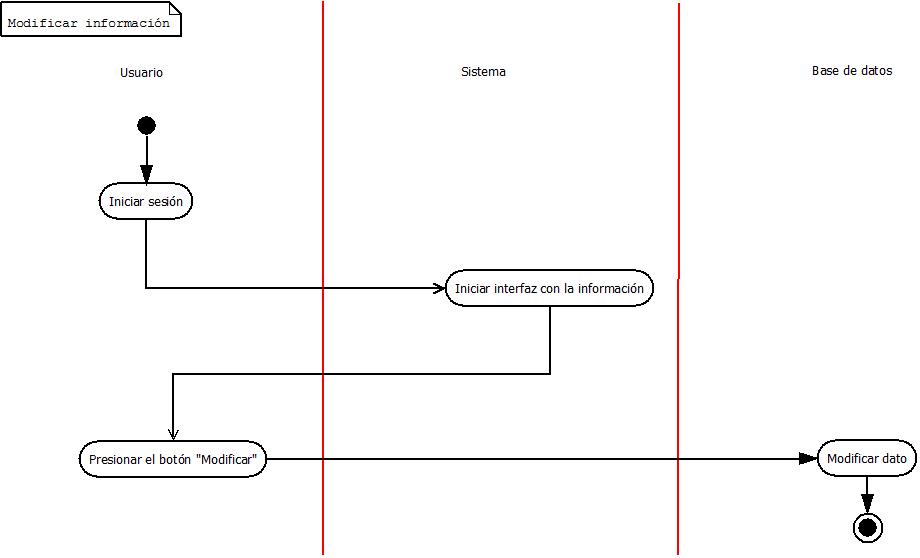 Modificar información
Usuario
Sistema
Base de datos
Iniciar sesión
Iniciar interfaz con la información
Presionar el botón "Modificar"
Modificar dato